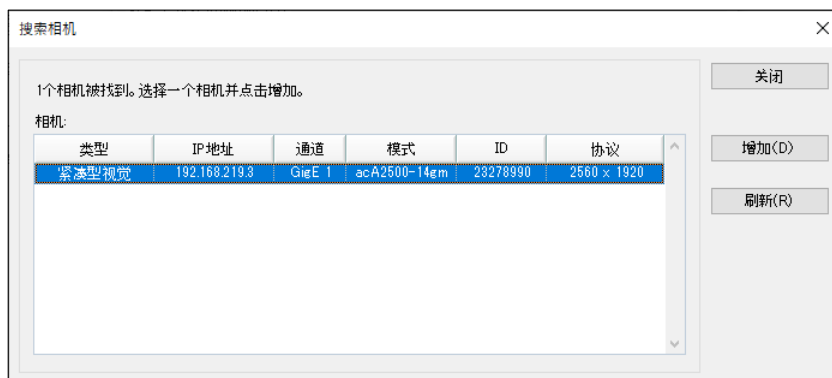 搜索相机
1个相机被找到。选择一个相机并点击增加。
相机:
类型 IP地址 通道 模式 ID 协议
紧凑型视觉 192.168.219.3 GigE 1 acA2500-14gm 23278990 2560 x 1920
关闭
增加(D)
刷新(R)